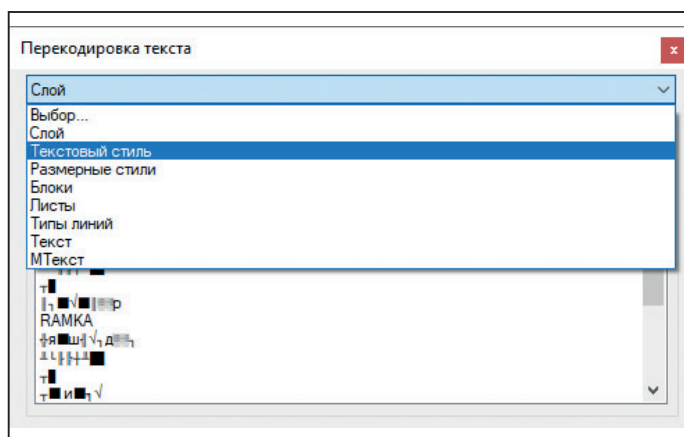 Перекодировка текста
x
Слой
Выбор...
Слой
Текстовый стиль
Размерные стили
Блоки
Листы
Типы линий
Текст
МТекст
RAMKA